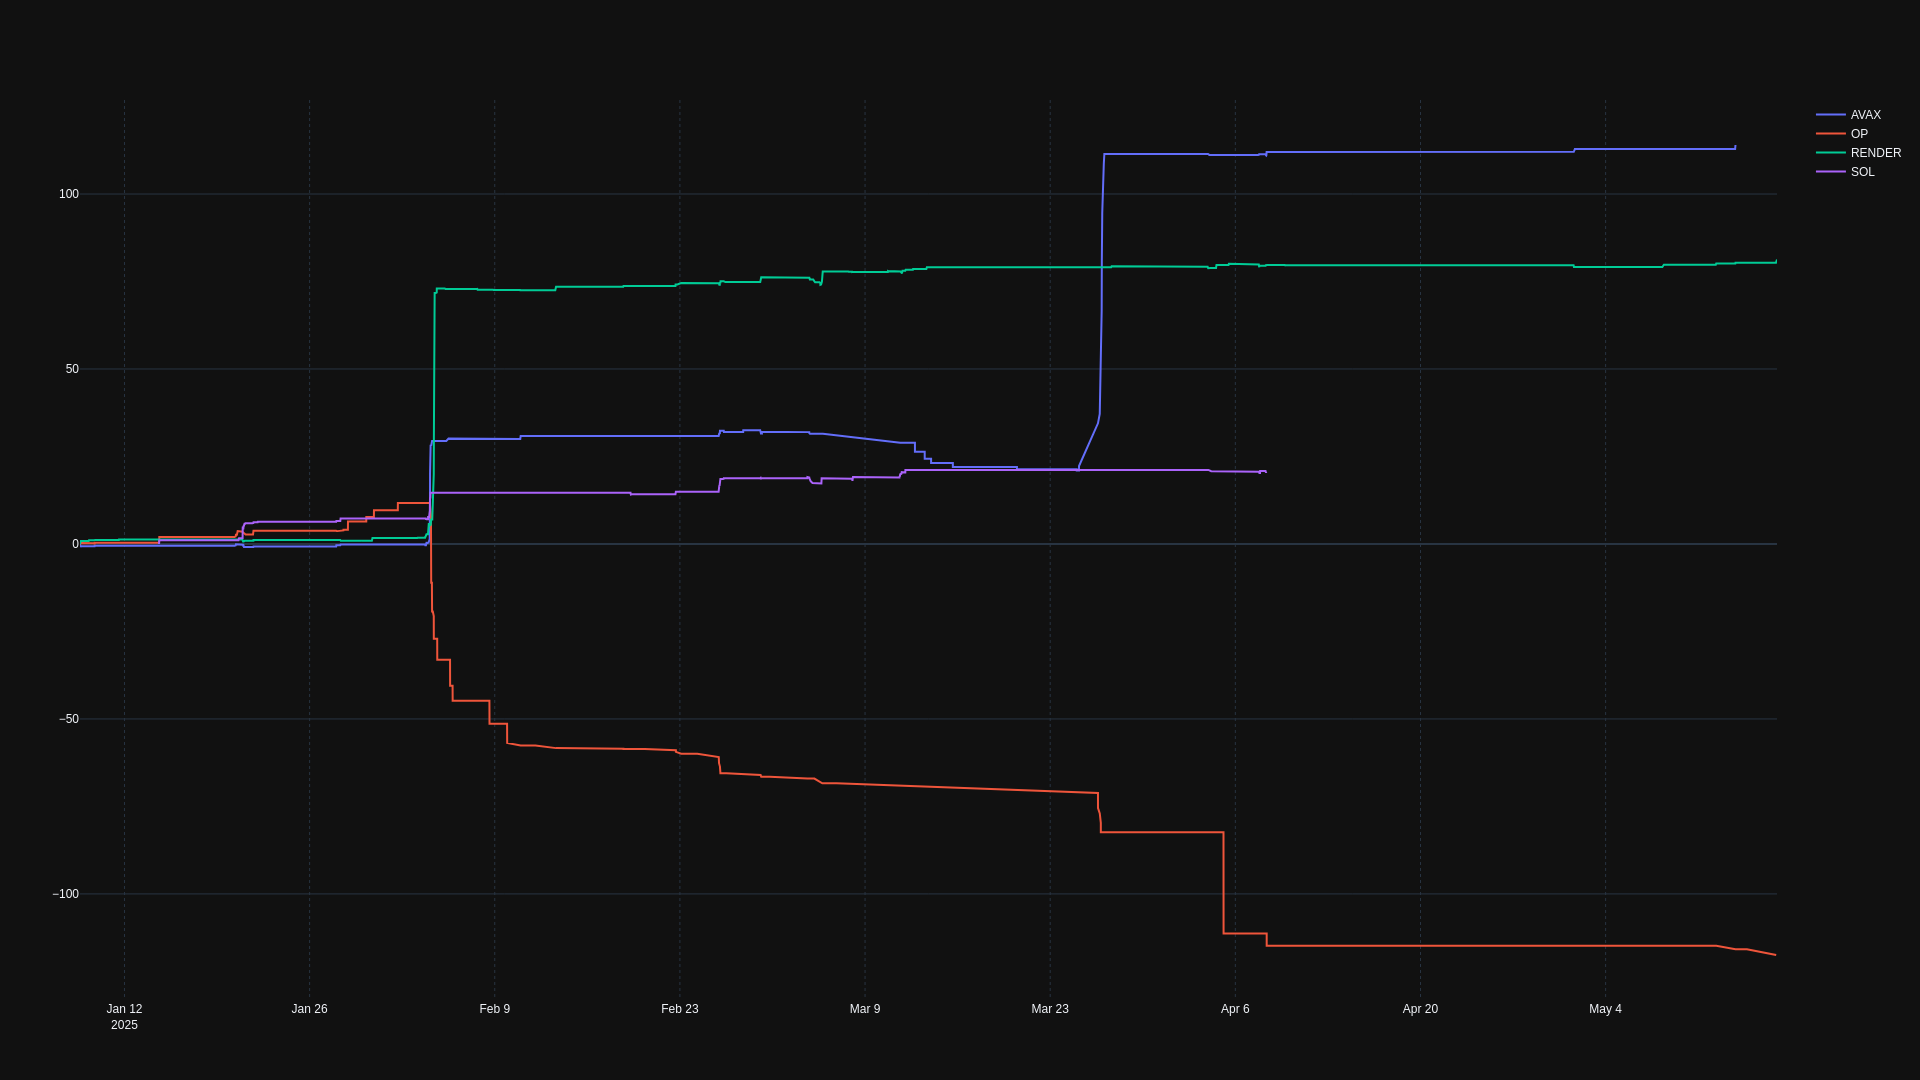 AVAX
OP
RENDER
SOL
100
50
0
−50
−100
Jan 12
2025
Jan 26
Feb 9
Feb 23
Mar 9
Mar 23
Apr 6
Apr 20
May 4